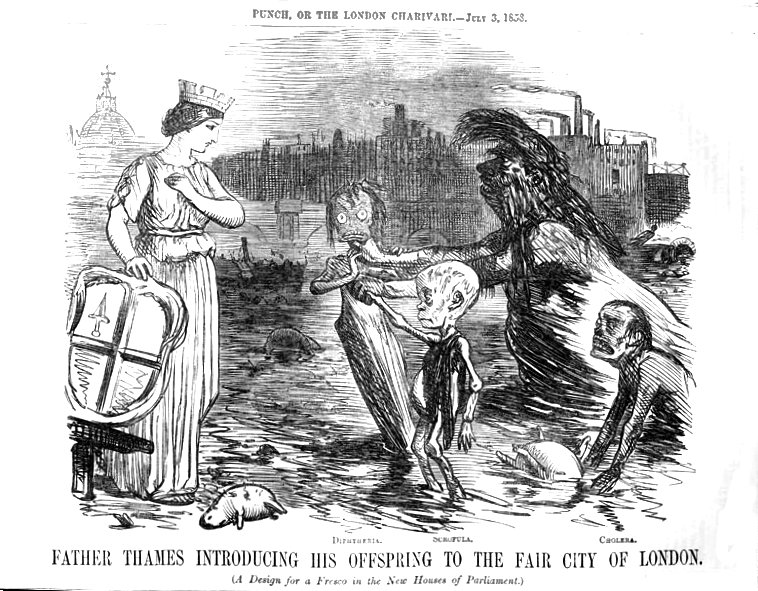 PUNCH, OR THE LONDON CHARIVARI.—JULY 3, 1858.
DIPHTHERIA. SCROFULA. CHOLERA.
FATHER THAMES INTRODUCING HIS OFFSPRING TO THE FAIR CITY OF LONDON.
(A Design for a Fresco in the New Houses of Parliament.)